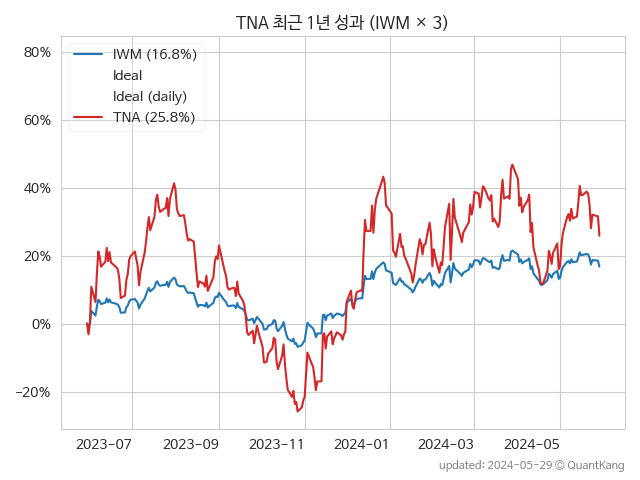 TNA 최근 1년 성과 (IWM × 3)
80%
60%
40%
20%
0%
−20%
IWM (16.8%)
Ideal
Ideal (daily)
TNA (25.8%)
2023-07 2023-09 2023-11 2024-01 2024-03 2024-05
updated: 2024-05-29 © QuantKang